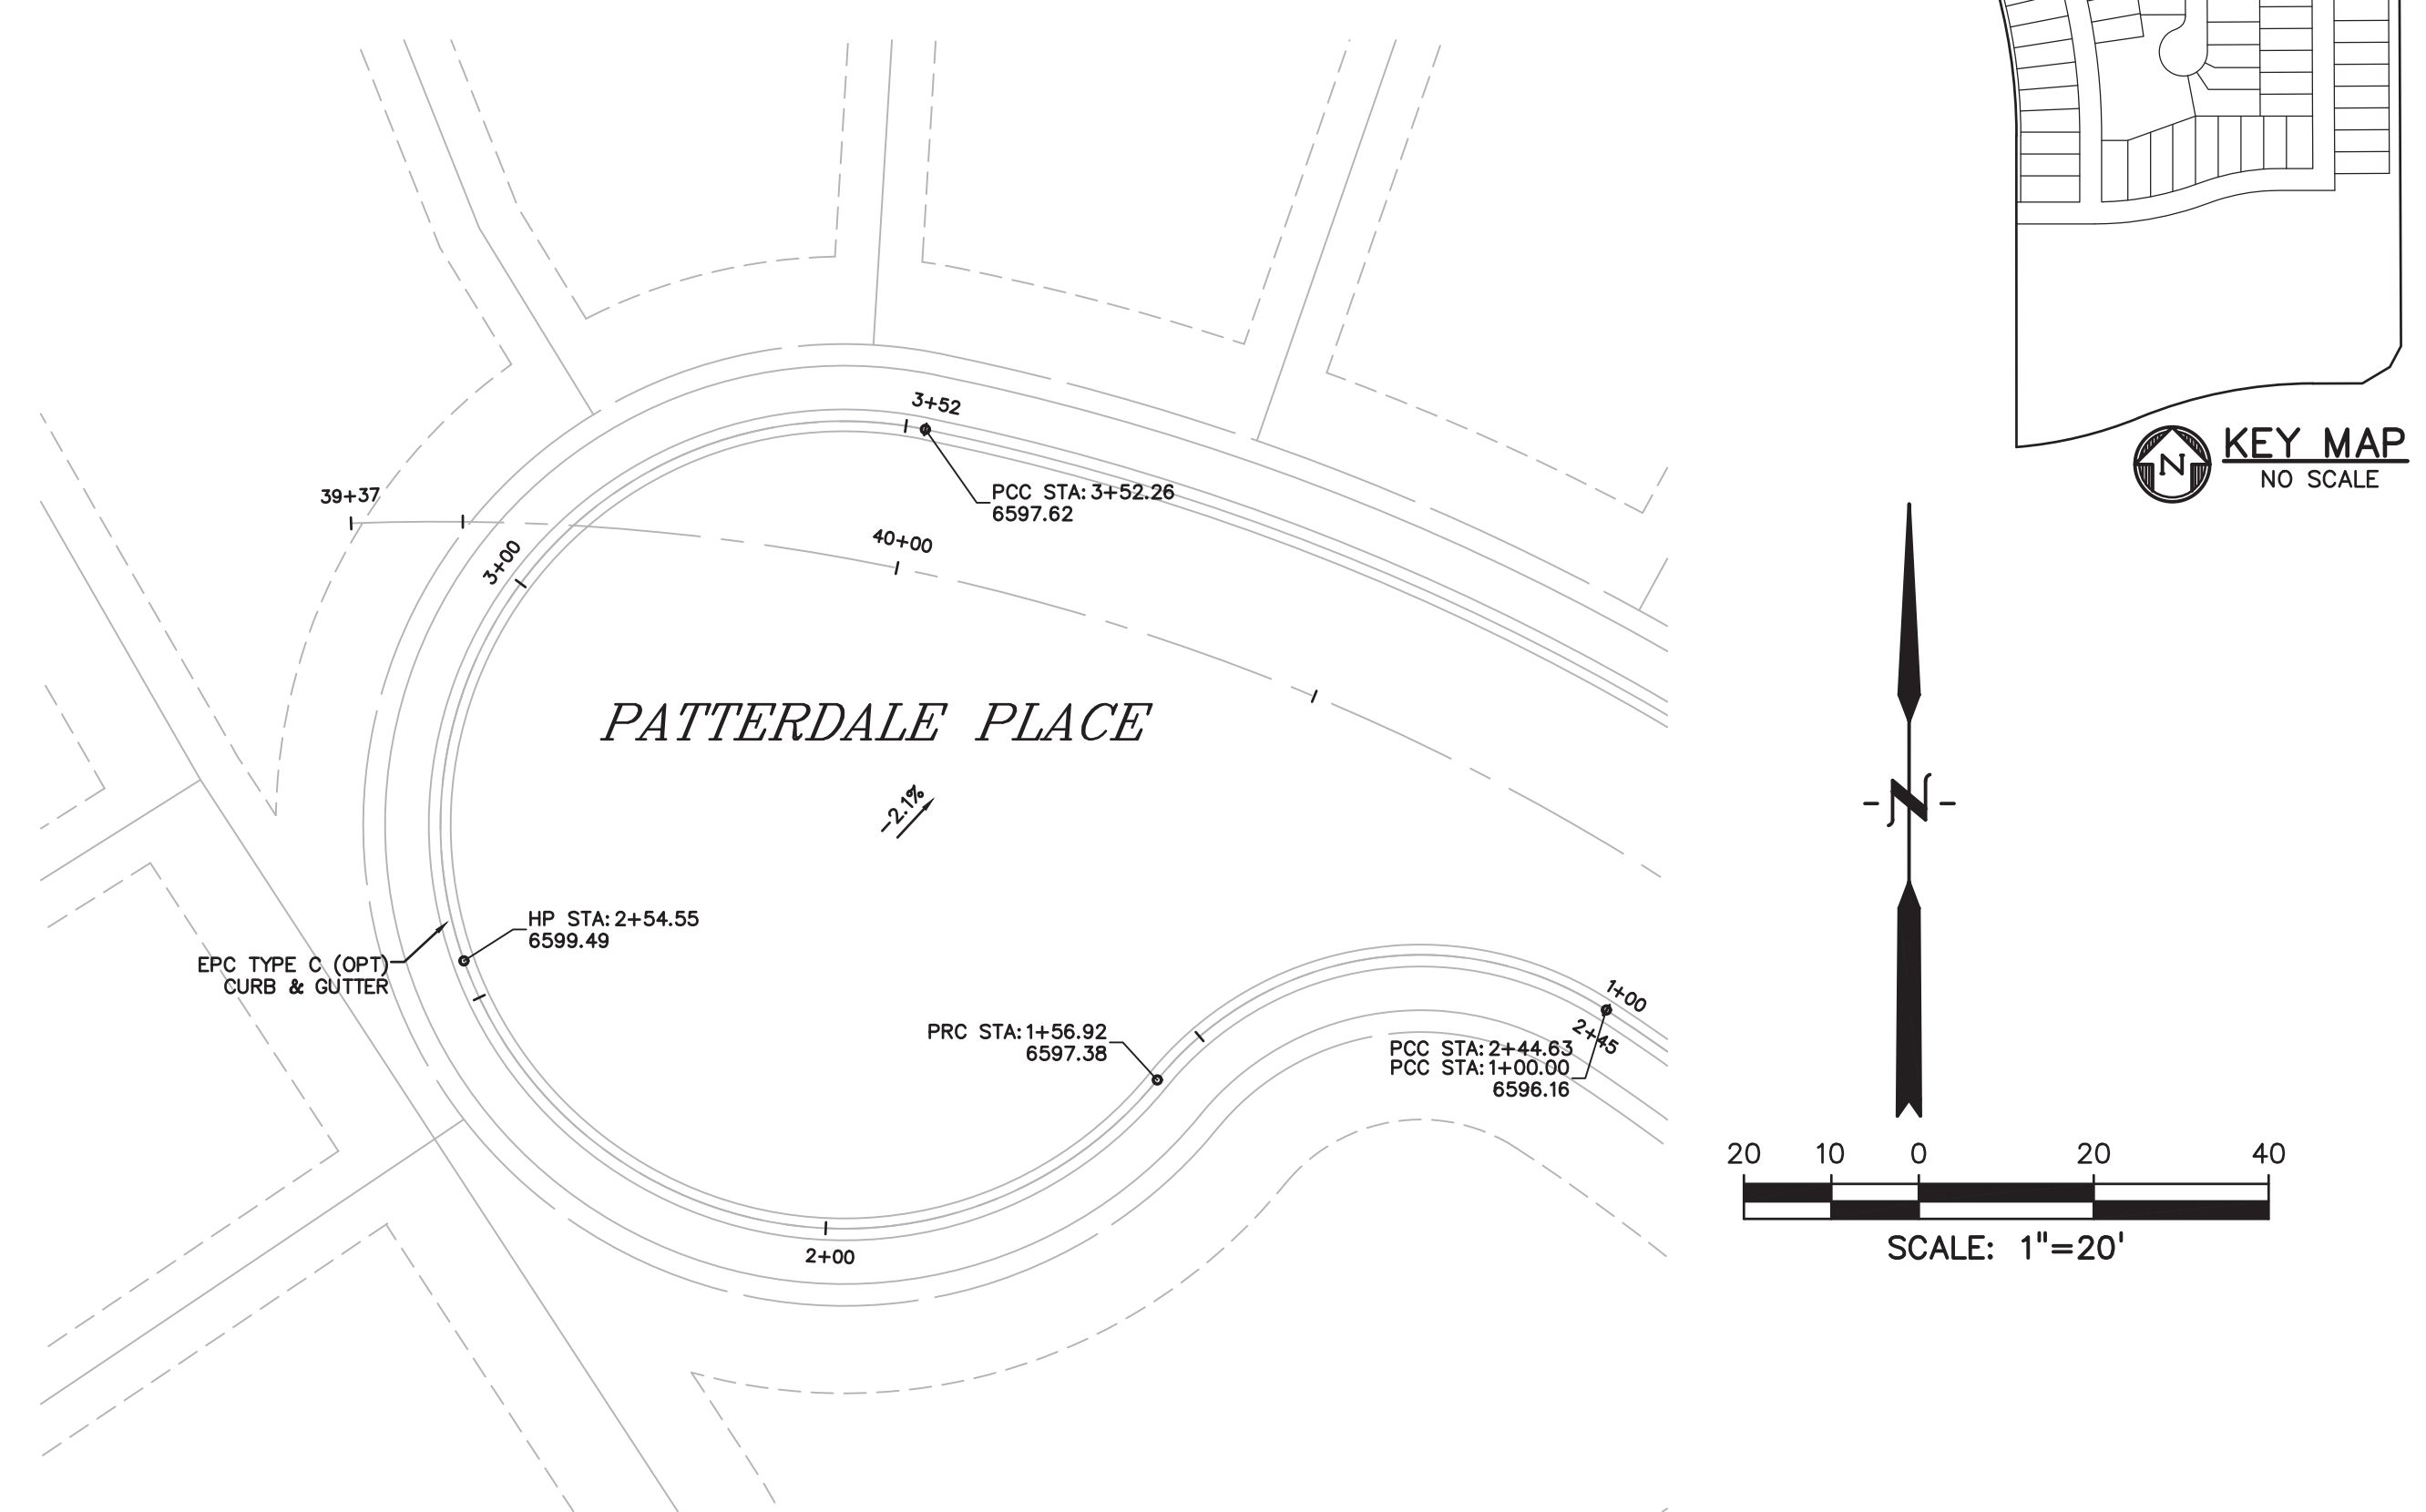 KEY MAP
N
NO SCALE
3+52
39+37
PCC STA: 3+52.26
6597.62
40+00
3+00
PATTERDALE PLACE
-2.1%
-N-
HP STA: 2+54.55
6599.49
EPC TYPE C (OPT)
CURB & GUTTER
1+00
PRC STA: 1+56.92
6597.38
2+45
PCC STA: 2+44.63
PCC STA: 1+00.00
6596.16
2+00
20 10 0 20 40
SCALE: 1"=20'